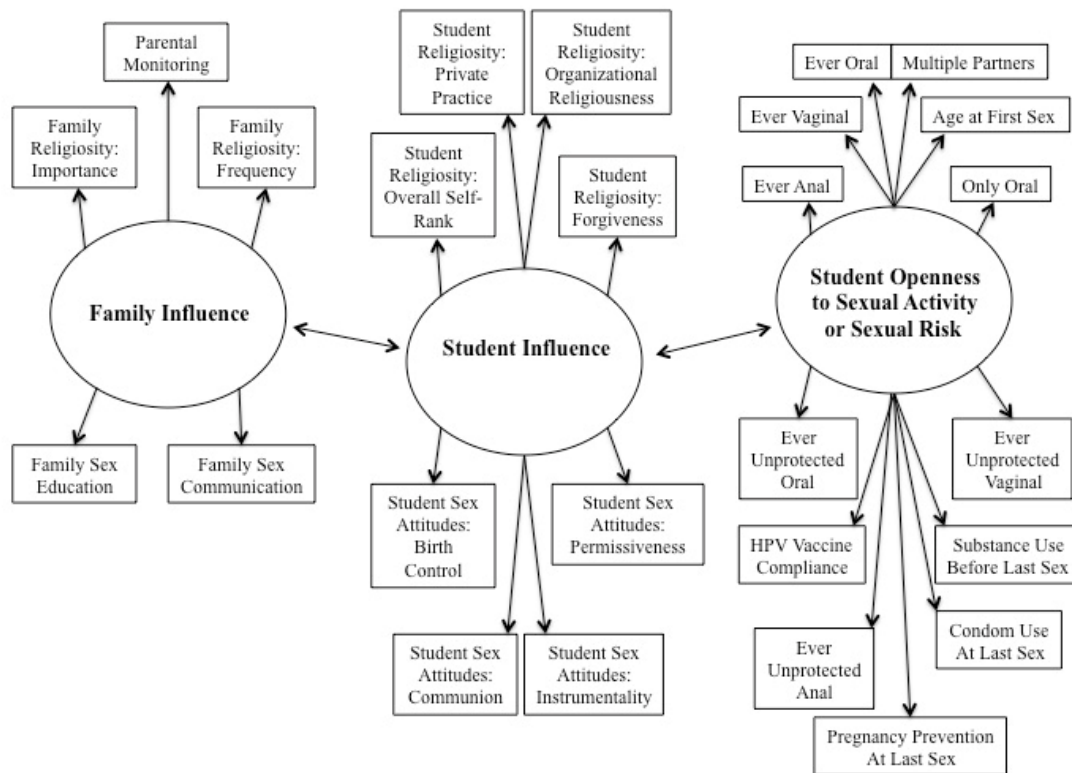 Parental
Monitoring
Family
Religiosity:
Importance
Family
Religiosity:
Frequency
Family Influence
Family Sex
Education
Family Sex
Communication
Student
Religiosity:
Private
Practice
Student
Religiosity:
Organizational
Religiousness
Student
Religiosity:
Overall Self-
Rank
Student
Religiosity:
Forgiveness
Student Influence
Student Sex
Attitudes:
Birth
Control
Student Sex
Attitudes:
Permissiveness
Student Sex
Attitudes:
Communion
Student Sex
Attitudes:
Instrumentality
Ever Oral
Multiple Partners
Ever Vaginal
Age at First Sex
Ever Anal
Only Oral
Student Openness
to Sexual Activity
or Sexual Risk
Ever
Unprotected
Oral
Ever
Unprotected
Vaginal
HPV Vaccine
Compliance
Substance Use
Before Last Sex
Ever
Unprotected
Anal
Condom Use
At Last Sex
Pregnancy Prevention
At Last Sex